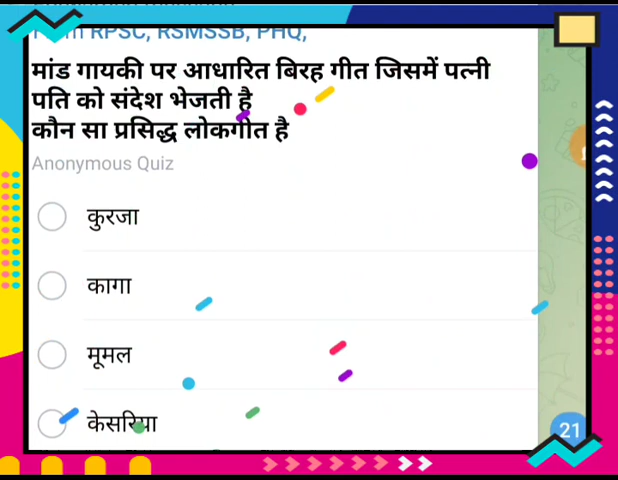 RPSC, RSMSSB, PHQ,
मांड गायकी पर आधारित बिरह गीत जिसमें पत्नी
पति को संदेश भेजती है
कौन सा प्रसिद्ध लोकगीत है
Anonymous Quiz
कुरजा
कागा
मूमल
केसरिया
21